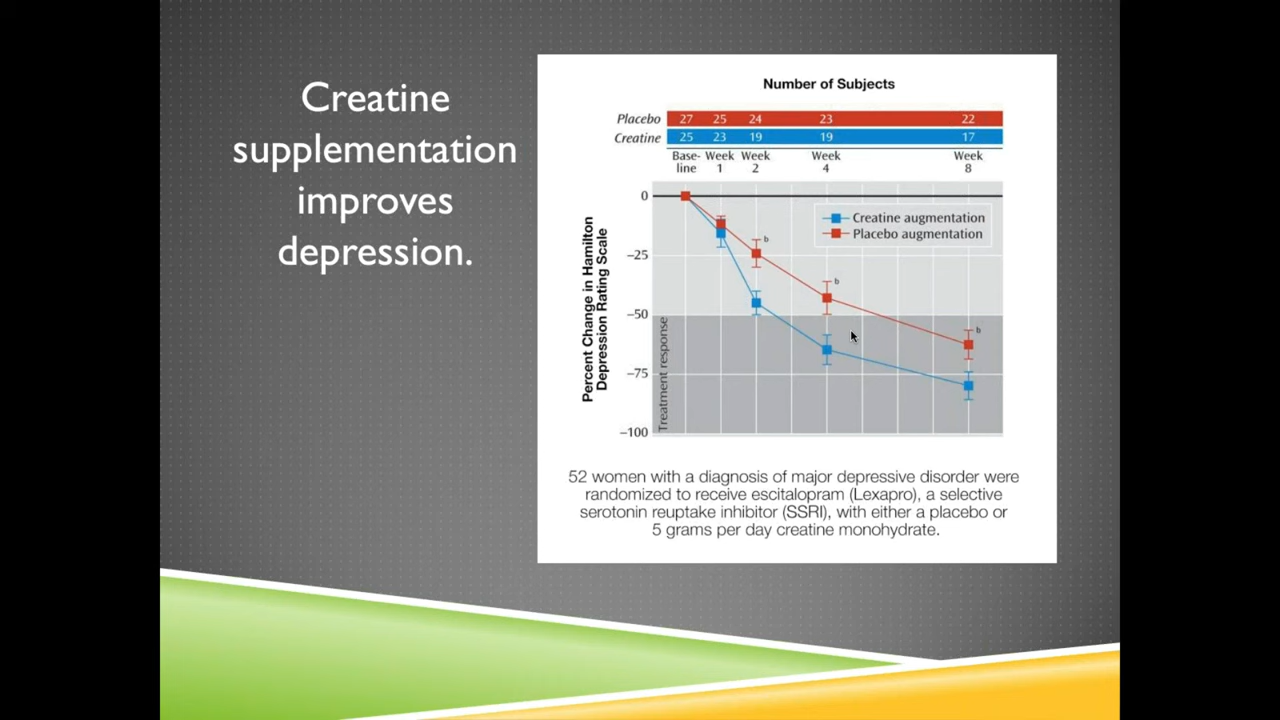 Creatine
supplementation
improves
depression.
Number of Subjects
Placebo 27 25 24 23 22
Creatine 25 23 19 19 17
Base- Week Week Week Week
line 1 2 4 8
0
−25
−50
−75
−100
Percent Change in Hamilton
Depression Rating Scale
Treatment response
Creatine augmentation
Placebo augmentation
b
b
b
52 women with a diagnosis of major depressive disorder were
randomized to receive escitalopram (Lexapro), a selective
serotonin reuptake inhibitor (SSRI), with either a placebo or
5 grams per day creatine monohydrate.